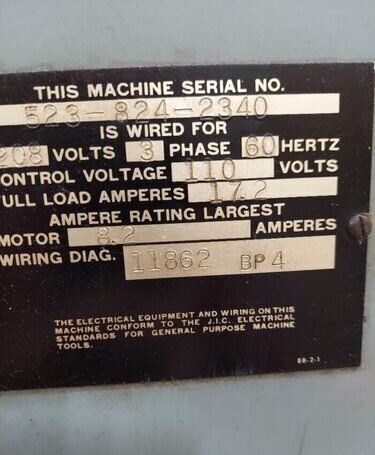 THIS MACHINE SERIAL NO.
523-824-2340
IS WIRED FOR
208 VOLTS 3 PHASE 60 HERTZ
CONTROL VOLTAGE 110 VOLTS
FULL LOAD AMPERES 17.2
AMPERE RATING LARGEST
MOTOR 8.2 AMPERES
WIRING DIAG. 11862 BP4
THE ELECTRICAL EQUIPMENT AND WIRING ON THIS
MACHINE CONFORM TO THE J.I.C. ELECTRICAL
STANDARDS FOR GENERAL PURPOSE MACHINE
TOOLS.
88-2-1